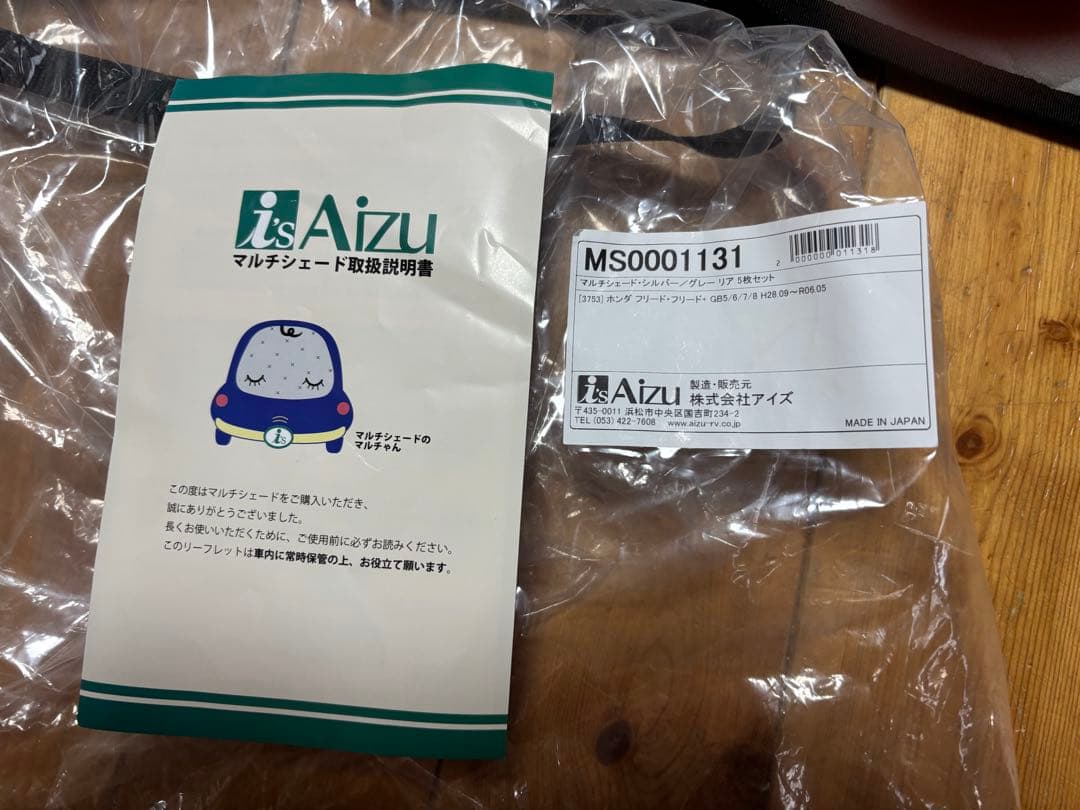 i's Aizu
マルチシェード取扱説明書
i's
マルチシェードの
マルチゃん
この度はマルチシェードをご購入いただき、
誠にありがとうございました。
長くお使いいただくために、ご使用前に必ずお読みください。
このリーフレットは車内に常時保管の上、お役立て願います。
MS0001131
2 000000 011318
マルチシェード・シルバー／グレー リア 5枚セット
[3753] ホンダ フリード・フリード+ GB5/6/7/8 H28.09～R06.05
i's Aizu 製造・販売元 株式会社アイズ
〒435-0011 浜松市中央区国吉町234-2
TEL (053) 422-7608 www.aizu-rv.co.jp
MADE IN JAPAN